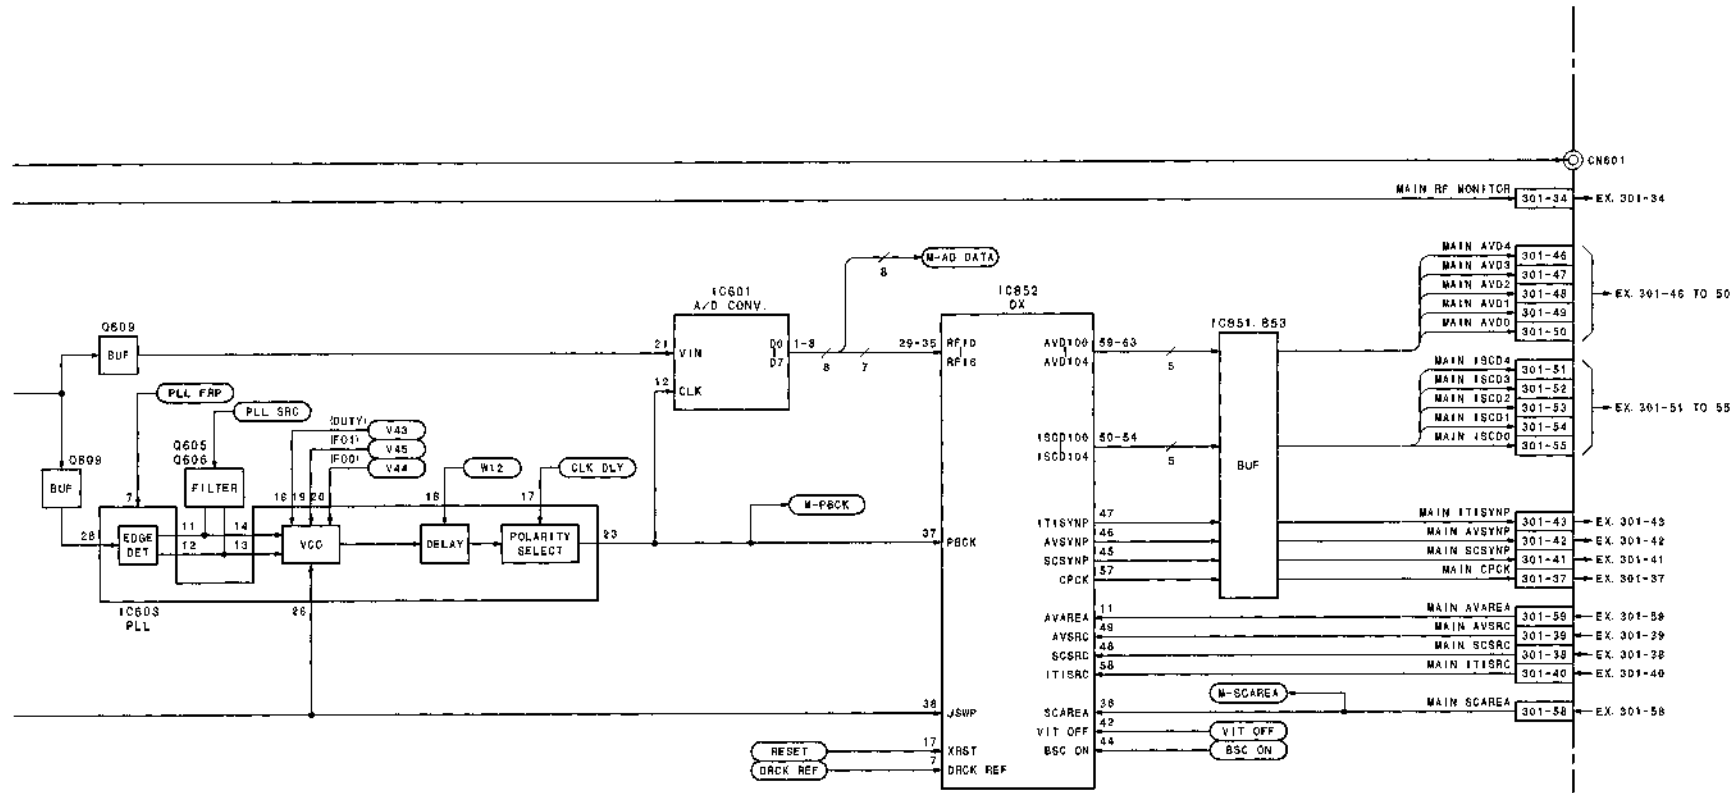 CN601
MAIN RF MONITOR
301-34
EX. 301-34
M-AD DATA
8
MAIN AVD4
301-46
MAIN AVD3
301-47
MAIN AVD2
301-48
MAIN AVD1
301-49
MAIN AVD0
301-50
EX. 301-46 TO 50
IC601
A/D CONV.
IC852
DX
IC851. 853
Q609
BUF
21
VIN
D0
D7
1-8
8
7
29-35
RFID
RFI6
AVD100
AVD104
59-63
5
12
CLK
MAIN ISCD4
301-51
MAIN ISCD3
301-52
MAIN ISCD2
301-53
MAIN ISCD1
301-54
MAIN ISCD0
301-55
EX. 301-51 TO 55
PLL FRP
PLL SRC
(DUTY)
V43
(FO1)
V45
(FO0)
V44
Q605
Q606
Q609
BUF
FILTER
W12
CLK DLY
ISCD100
ISCD104
50-54
5
BUF
7
18
19
20
16
17
M-PBCK
28
EDGE
DET
11
12
14
13
VCO
DELAY
POLARITY
SELECT
23
37
PBCK
ITISYNP
47
AVSYNP
46
SCSYNP
45
CPCK
57
MAIN ITISYNP
301-43
EX. 301-43
MAIN AVSYNP
301-42
EX. 301-42
MAIN SCSYNP
301-41
EX. 301-41
MAIN CPCK
301-37
EX. 301-37
IC603
PLL
26
AVAREA
11
AVSRC
49
SCSRC
48
ITISRC
58
MAIN AVAREA
301-59
EX. 301-59
MAIN AVSRC
301-39
EX. 301-39
MAIN SCSRC
301-38
EX. 301-38
MAIN ITISRC
301-40
EX. 301-40
M-SCAREA
38
JSWP
SCAREA
36
MAIN SCAREA
301-58
EX. 301-58
VIT OFF
42
VIT OFF
RESET
17
XRST
BSC ON
44
BSC ON
DRCK REF
7
DRCK REF